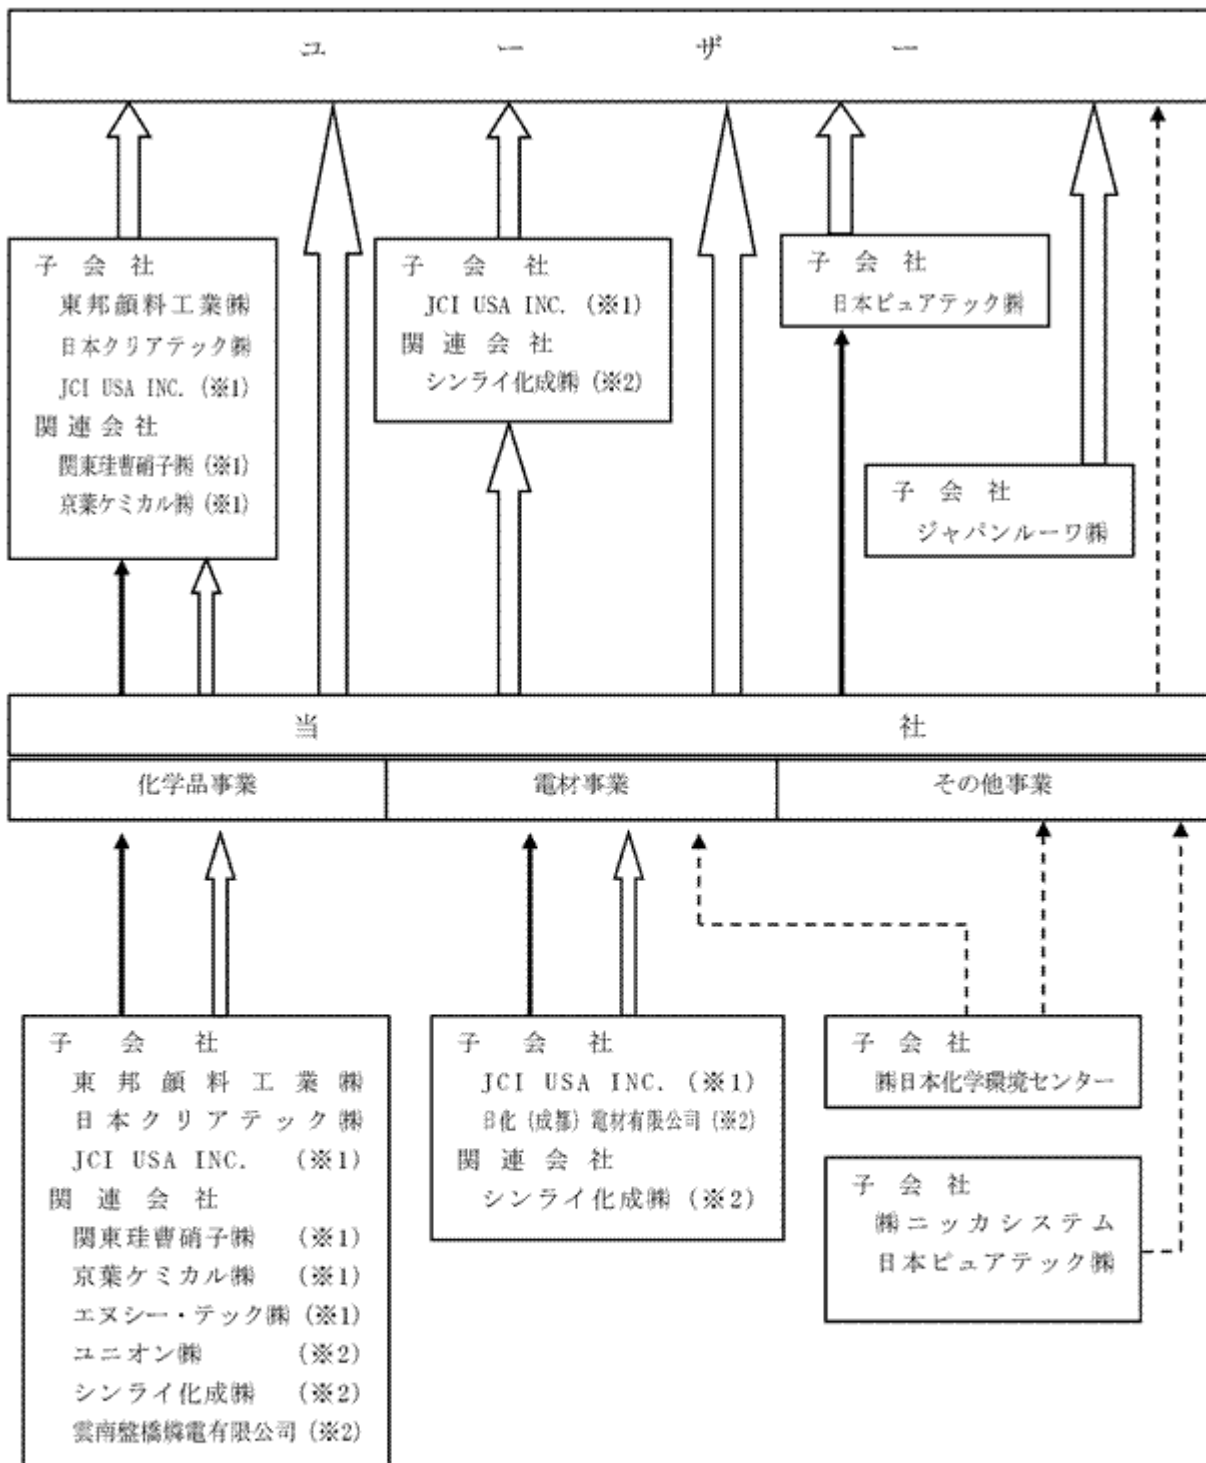 ユーザー
子会社
東邦顔料工業㈱
日本クリアテック㈱
JCI USA INC. (※1)
関連会社
関東珪曹硝子㈱ (※1)
京葉ケミカル㈱ (※1)
子会社
JCI USA INC. (※1)
関連会社
シンライ化成㈱ (※2)
子会社
日本ピュアテック㈱
子会社
ジャパンルーワ㈱
当社
化学品事業
電材事業
その他事業
子会社
東邦顔料工業㈱
日本クリアテック㈱
JCI USA INC. (※1)
関連会社
関東珪曹硝子㈱ (※1)
京葉ケミカル㈱ (※1)
エヌシー・テック㈱ (※1)
ユニオン㈱ (※2)
シンライ化成㈱ (※2)
雲南盤橋燐電有限公司 (※2)
子会社
JCI USA INC. (※1)
日化（成都）電材有限公司 (※2)
関連会社
シンライ化成㈱ (※2)
子会社
㈱日本化学環境センター
子会社
㈱ニッカシステム
日本ピュアテック㈱